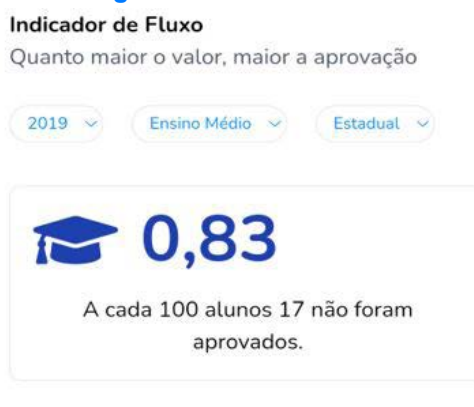 Indicador de Fluxo
Quanto maior o valor, maior a aprovação
2019
Ensino Médio
Estadual
0,83
A cada 100 alunos 17 não foram
aprovados.